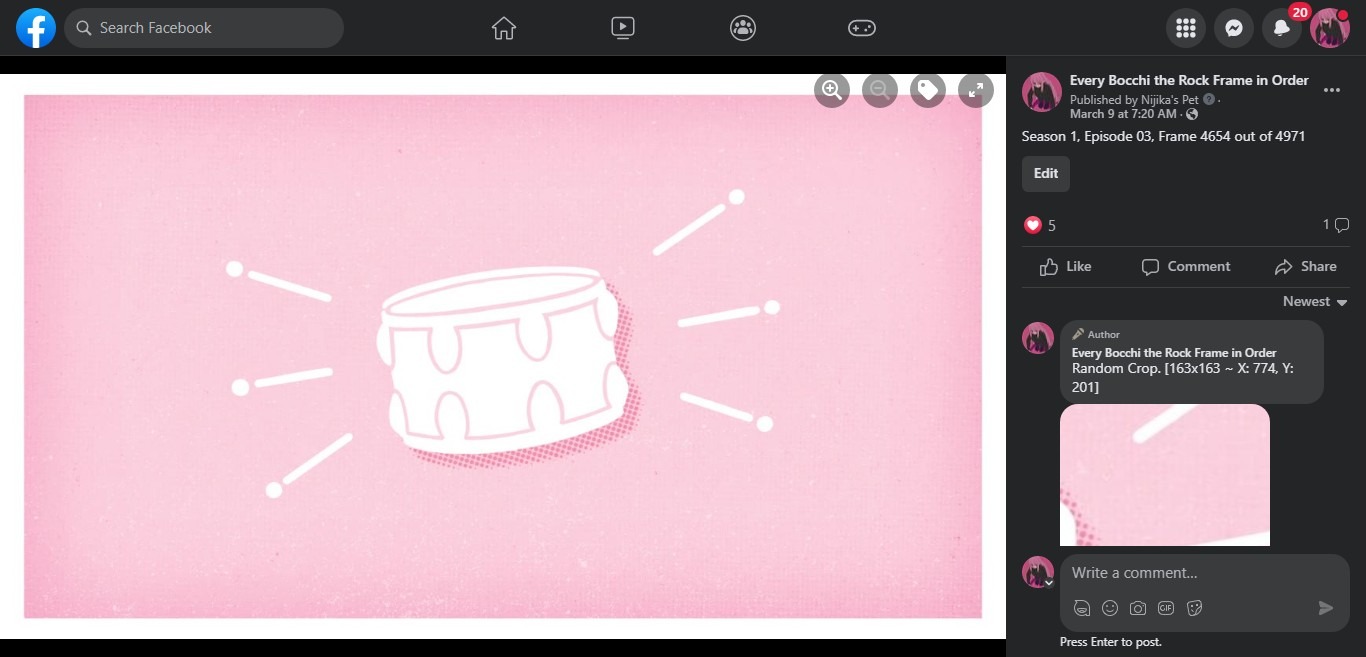 Search Facebook
20
Every Bocchi the Rock Frame in Order
Published by Nijika's Pet ·
March 9 at 7:20 AM ·
Season 1, Episode 03, Frame 4654 out of 4971
Edit
5
1
Like Comment Share
Newest
Author
Every Bocchi the Rock Frame in Order
Random Crop. [163x163 ~ X: 774, Y:
201]
Write a comment...
GIF
Press Enter to post.